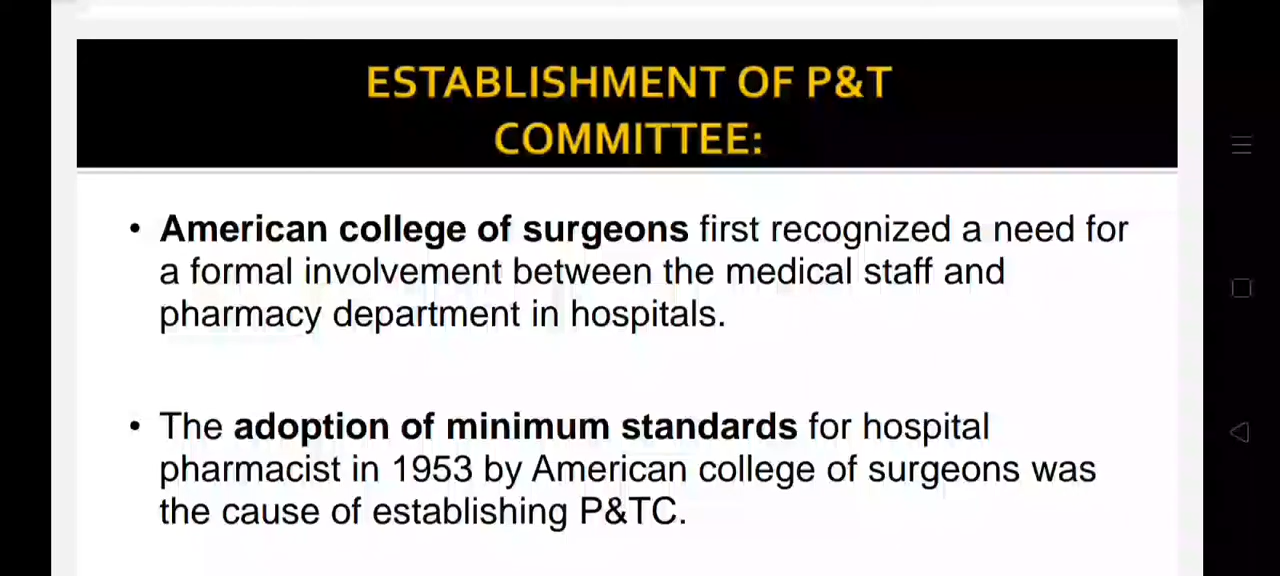 ESTABLISHMENT OF P&T
COMMITTEE:
• American college of surgeons first recognized a need for
a formal involvement between the medical staff and
pharmacy department in hospitals.
• The adoption of minimum standards for hospital
pharmacist in 1953 by American college of surgeons was
the cause of establishing P&TC.